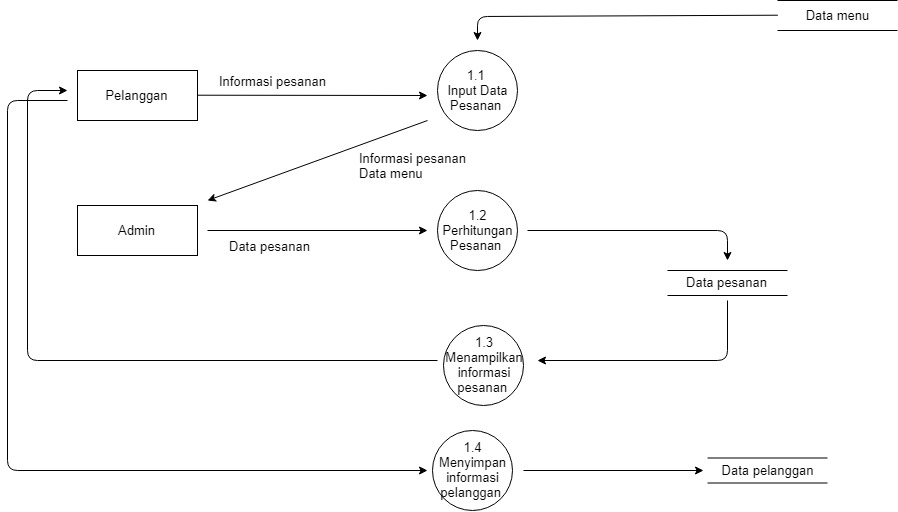 Data menu
Pelanggan
Informasi pesanan
1.1
Input Data
Pesanan
Informasi pesanan
Data menu
Admin
Data pesanan
1.2
Perhitungan
Pesanan
Data pesanan
1.3
Menampilkan
informasi
pesanan
1.4
Menyimpan
informasi
pelanggan
Data pelanggan